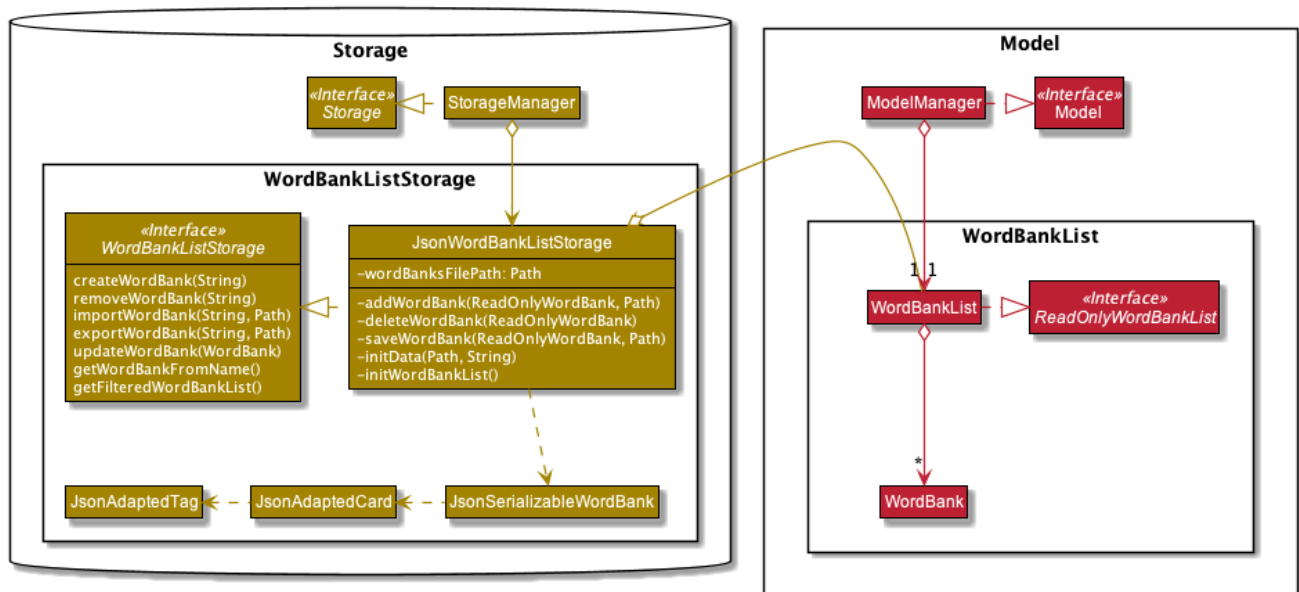 Storage
«Interface»
Storage
StorageManager
WordBankListStorage
«Interface»
WordBankListStorage
createWordBank(String)
removeWordBank(String)
importWordBank(String, Path)
exportWordBank(String, Path)
updateWordBank(WordBank)
getWordBankFromName()
getFilteredWordBankList()
JsonWordBankListStorage
-wordBanksFilePath: Path
-addWordBank(ReadOnlyWordBank, Path)
-deleteWordBank(ReadOnlyWordBank)
-saveWordBank(ReadOnlyWordBank, Path)
-initData(Path, String)
-initWordBankList()
JsonAdaptedTag
JsonAdaptedCard
JsonSerializableWordBank
Model
ModelManager
«Interface»
Model
WordBankList
1 1
WordBankList
«Interface»
ReadOnlyWordBankList
*
WordBank